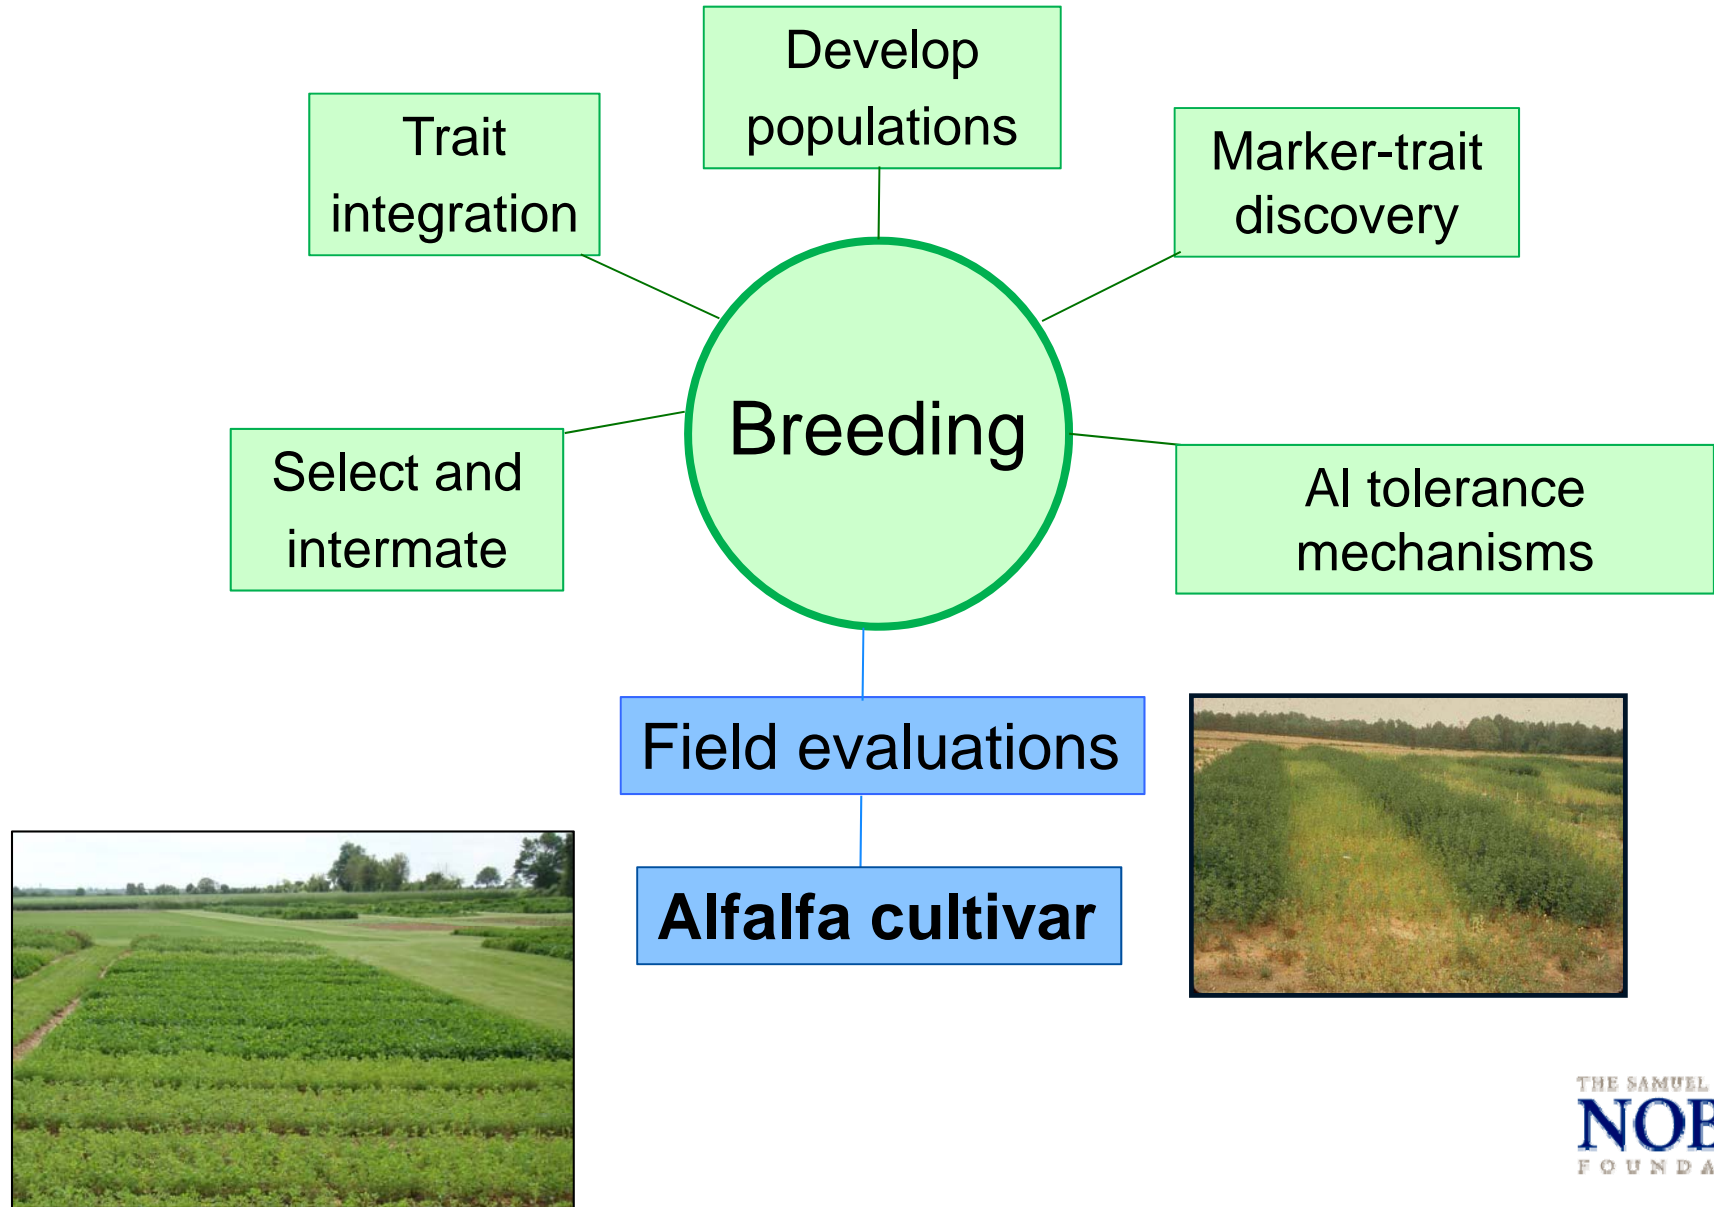 Develop
populations
Trait
integration
Marker-trait
discovery
Breeding
Select and
intermate
Al tolerance
mechanisms
Field evaluations
Alfalfa cultivar
THE SAMUEL
NOB
FOUNDA